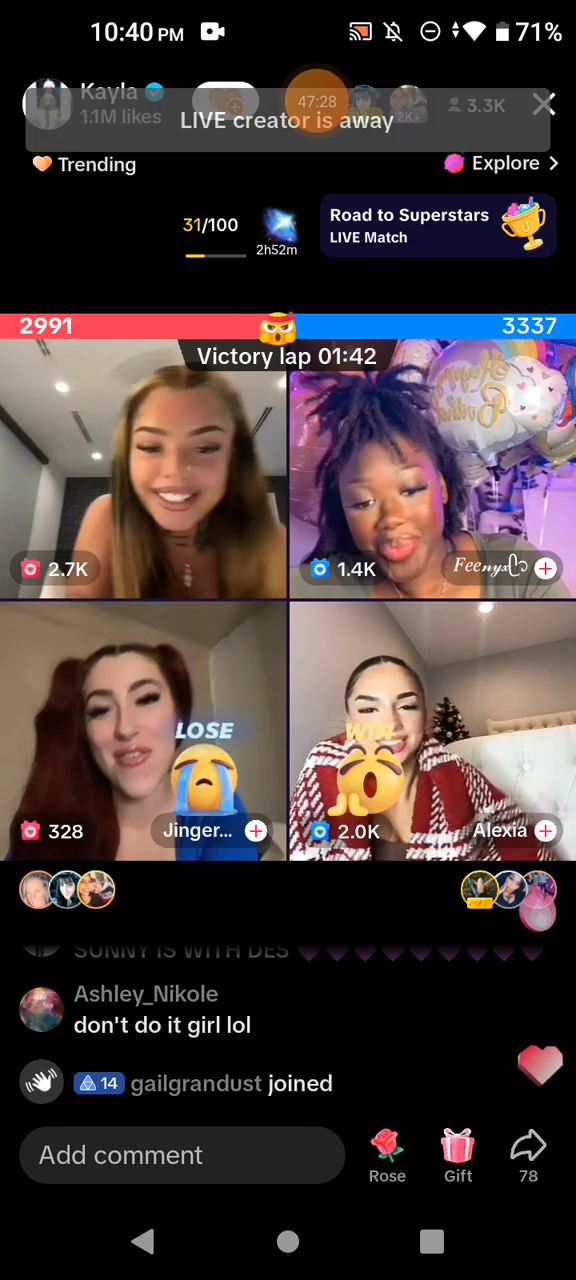 10:40 PM
71%
Kayla
47:28
1.1M likes
2K+
3.3K
LIVE creator is away
Trending
Explore
31/100
2h52m
Road to Superstars
LIVE Match
2991
3337
Victory lap 01:42
2.7K
1.4K
Feenyx
LOSE
WIN
328
Jinger...
2.0K
Alexia
SUNNY IS WITH DES
Ashley_Nikole
don't do it girl lol
14 gailgrandust joined
Add comment
Rose
Gift
78